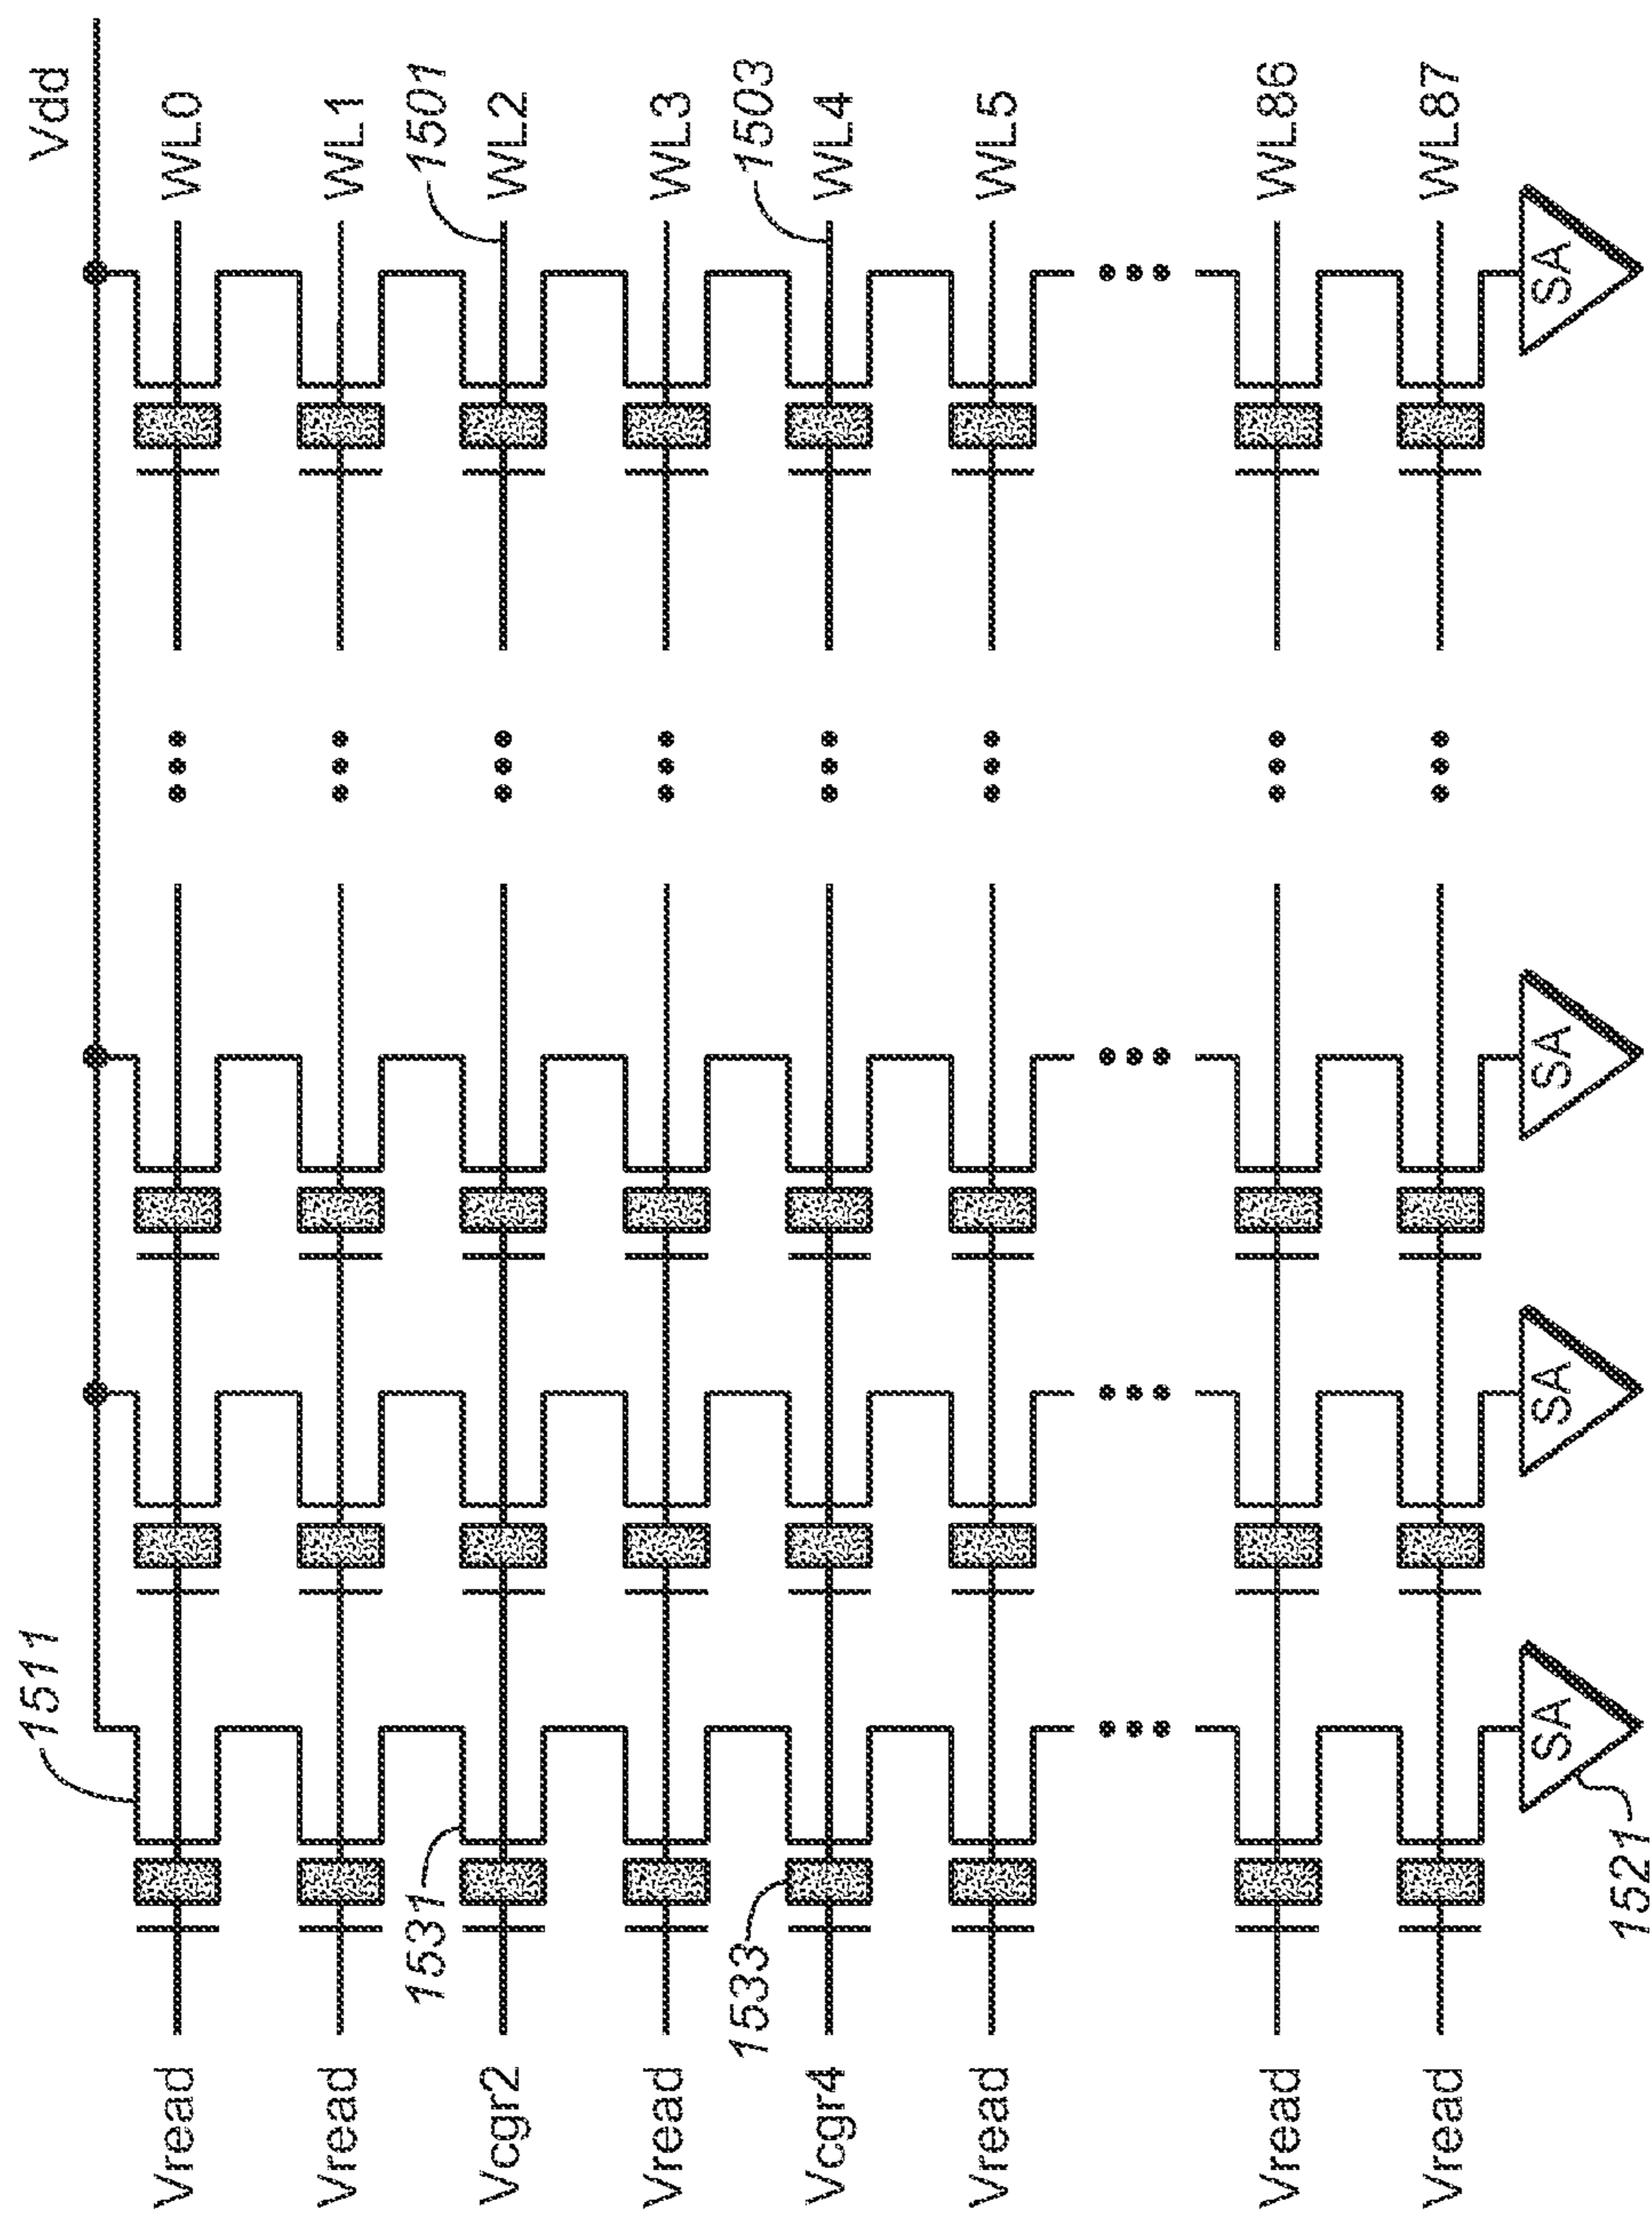 1511
Vdd
Vread
WL0
Vread
WL1
1531
1501
Vcgr2
WL2
Vread
WL3
1533
1503
Vcgr4
WL4
Vread
WL5
Vread
WL86
Vread
WL87
SA
SA
SA
SA
1521